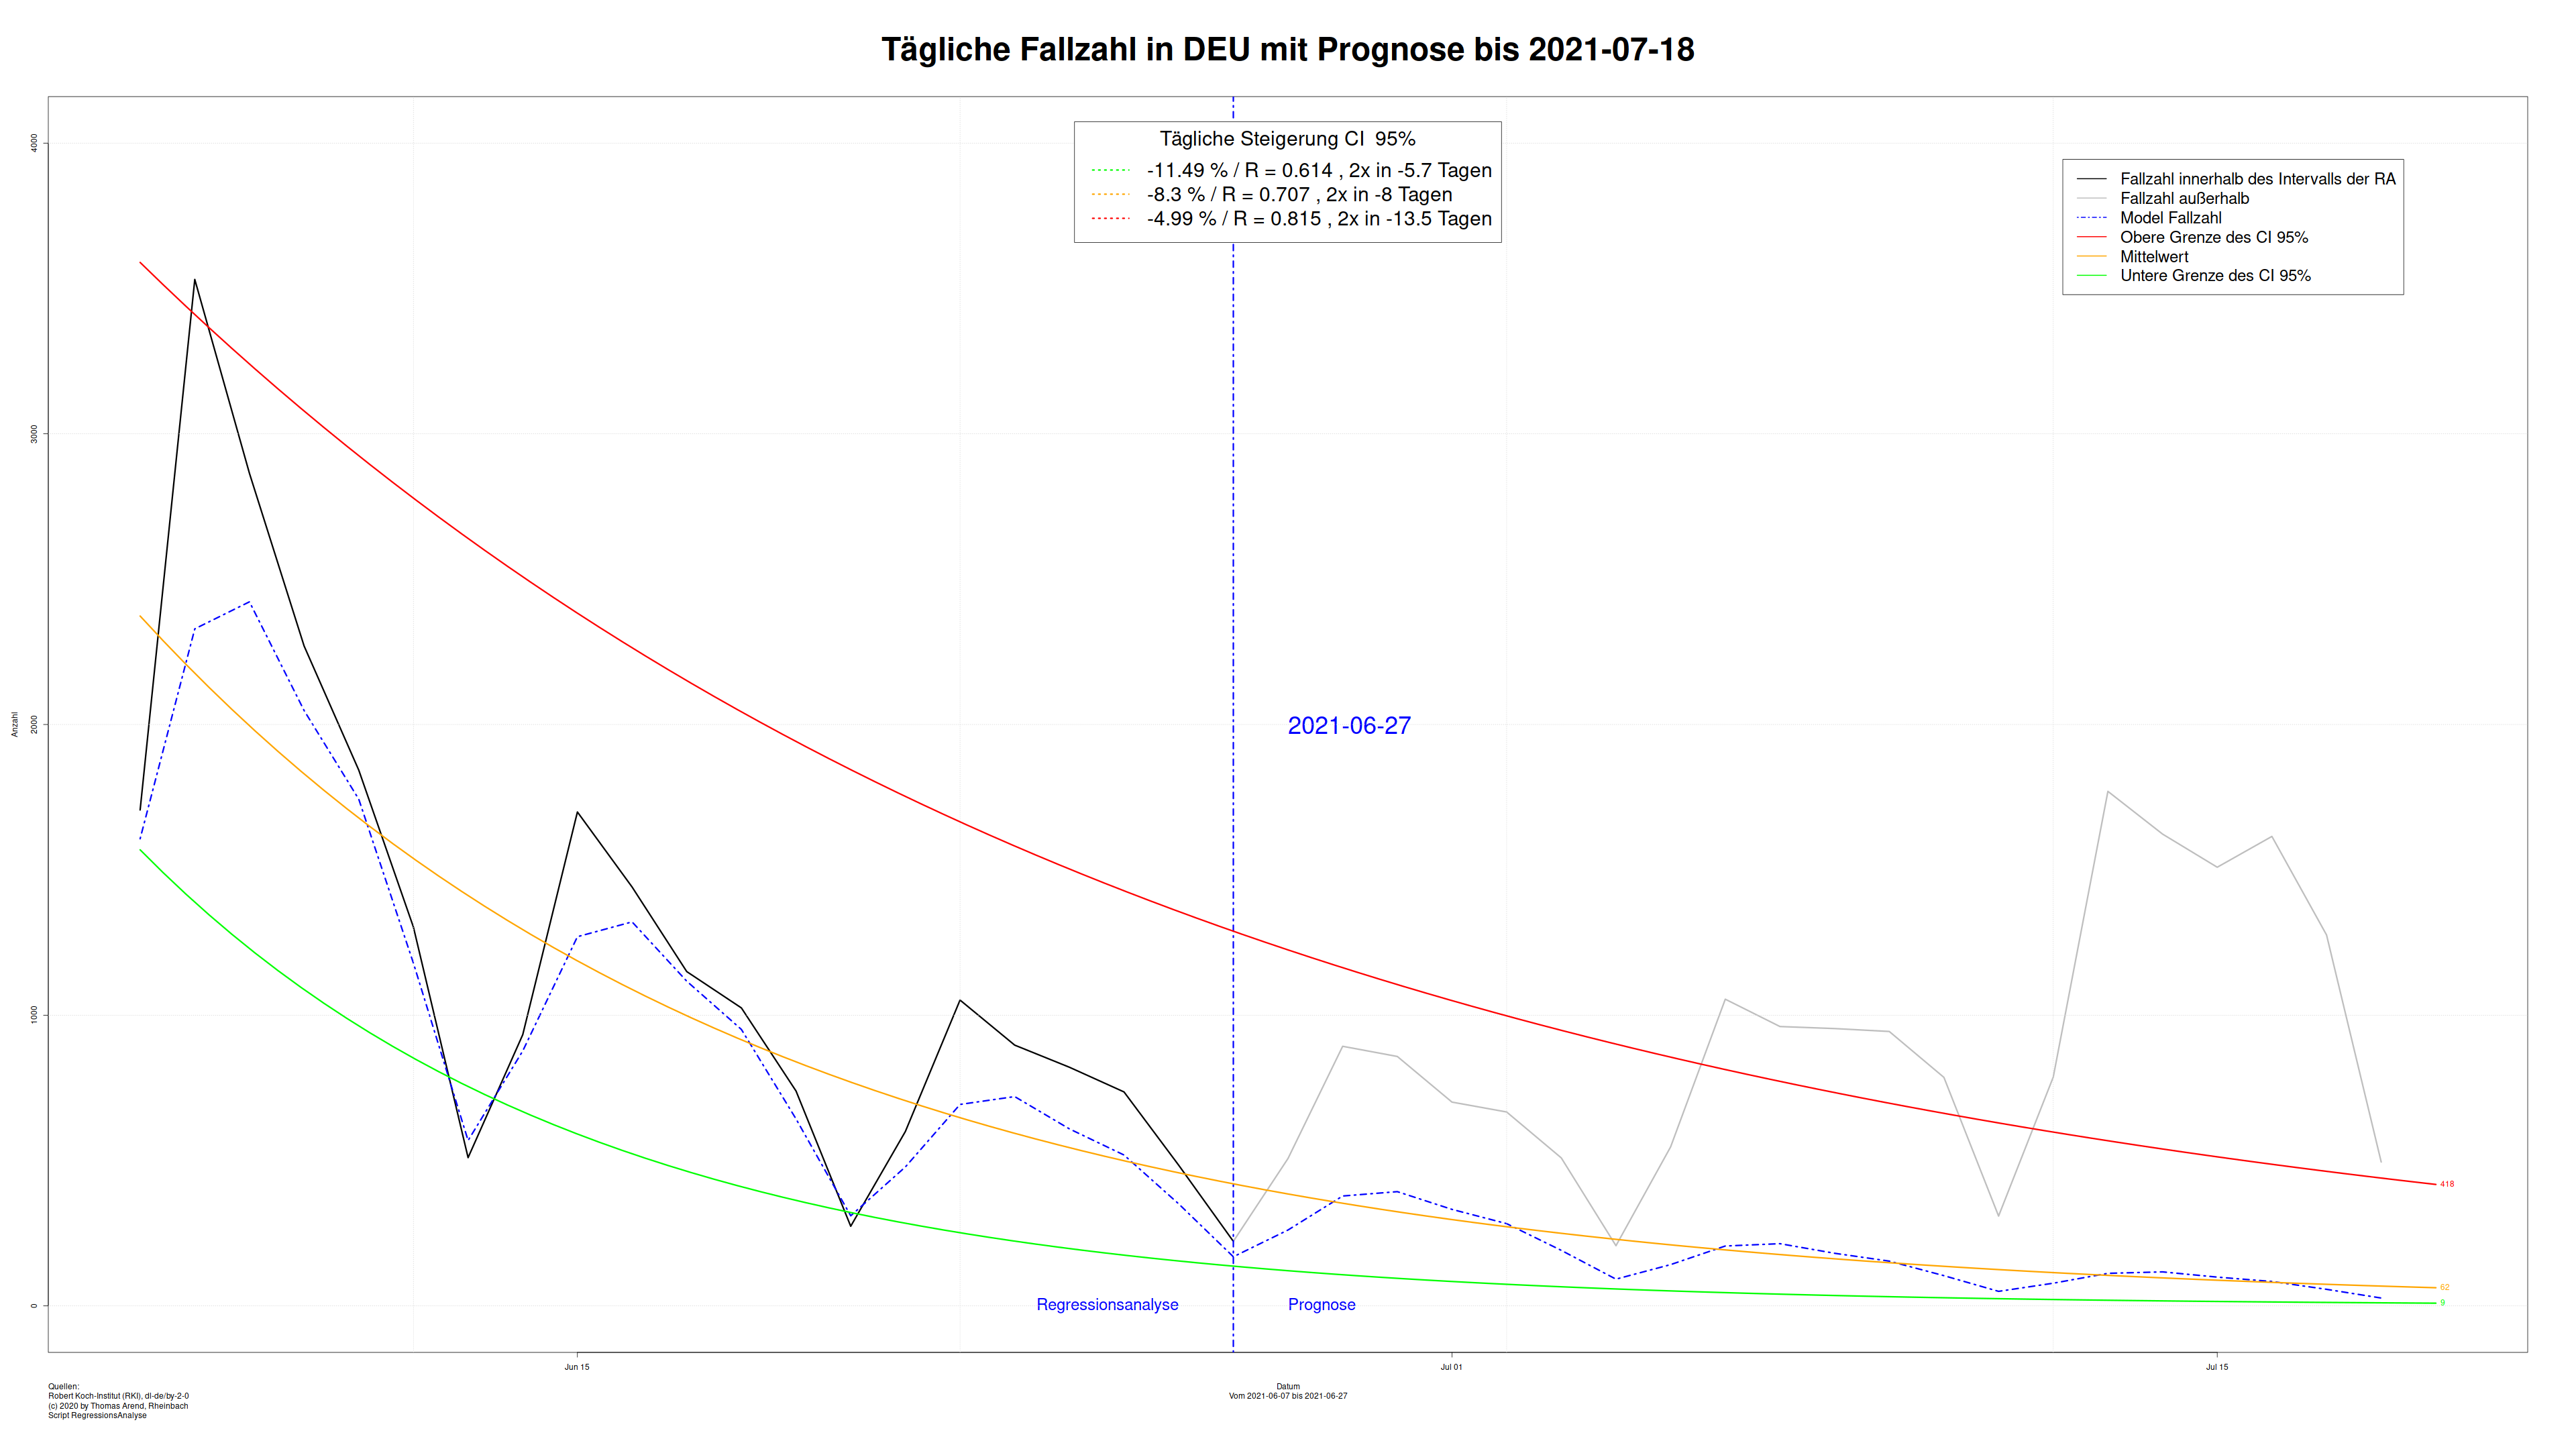 Tägliche Fallzahl in DEU mit Prognose bis 2021-07-18
Tägliche Steigerung CI  95%
-11.49 % / R = 0.614 , 2x in -5.7 Tagen
-8.3 % / R = 0.707 , 2x in -8 Tagen
-4.99 % / R = 0.815 , 2x in -13.5 Tagen
Fallzahl innerhalb des Intervalls der RA
Fallzahl außerhalb
Model Fallzahl
Obere Grenze des CI 95%
Mittelwert
Untere Grenze des CI 95%
Anzahl
4000
3000
2000
1000
0
2021-06-27
418
62
9
Regressionsanalyse
Prognose
Jun 15
Jul 01
Jul 15
Datum
Vom 2021-06-07 bis 2021-06-27
Quellen:
Robert Koch-Institut (RKI), dl-de/by-2-0
(c) 2020 by Thomas Arend, Rheinbach
Script RegressionsAnalyse